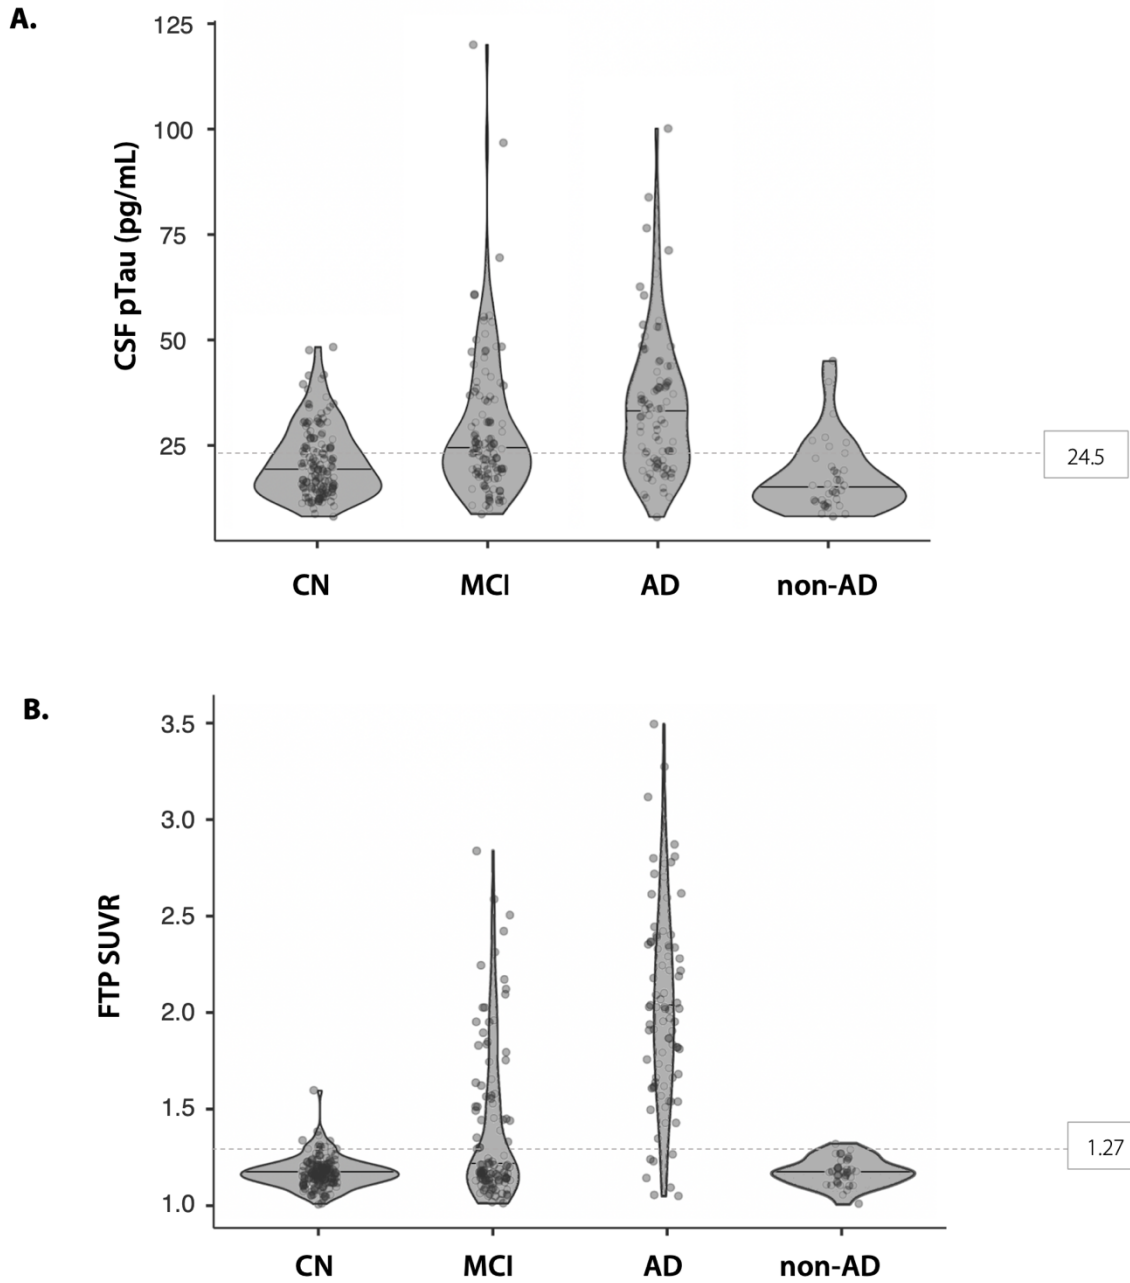 A.
CSF pTau (pg/mL)
125
100
75
50
25
24.5
CN MCI AD non-AD
B.
FTP SUVR
3.5
3.0
2.5
2.0
1.5
1.0
1.27
CN MCI AD non-AD